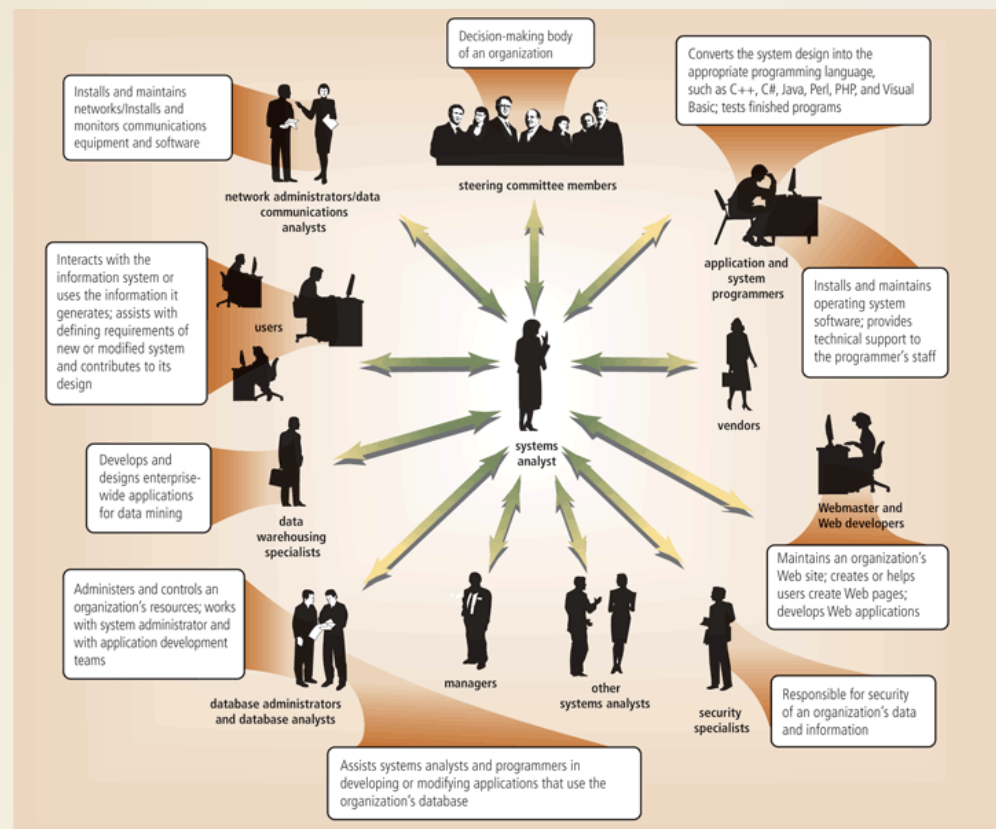 Decision-making body
of an organization
Converts the system design into the
appropriate programming language,
such as C++, C#, Java, Perl, PHP, and Visual
Basic; tests finished programs
Installs and maintains
networks/Installs and
monitors communications
equipment and software
steering committee members
network administrators/data
communications
analysts
application and
system
programmers
Interacts with the
information system or
uses the information it
generates; assists with
defining requirements of
new or modified system
and contributes to its
design
users
Installs and maintains
operating system
software; provides
technical support to
the programmer's staff
vendors
systems
analyst
Develops and
designs enterprise-
wide applications
for data mining
data
warehousing
specialists
Webmaster and
Web developers
Maintains an organization's
Web site; creates or helps
users create Web pages;
develops Web applications
Administers and controls an
organization's resources; works
with system administrator and
with application development
teams
database administrators
and database analysts
managers
other
systems analysts
security
specialists
Responsible for security
of an organization's data
and information
Assists systems analysts and programmers in
developing or modifying applications that use the
organization's database